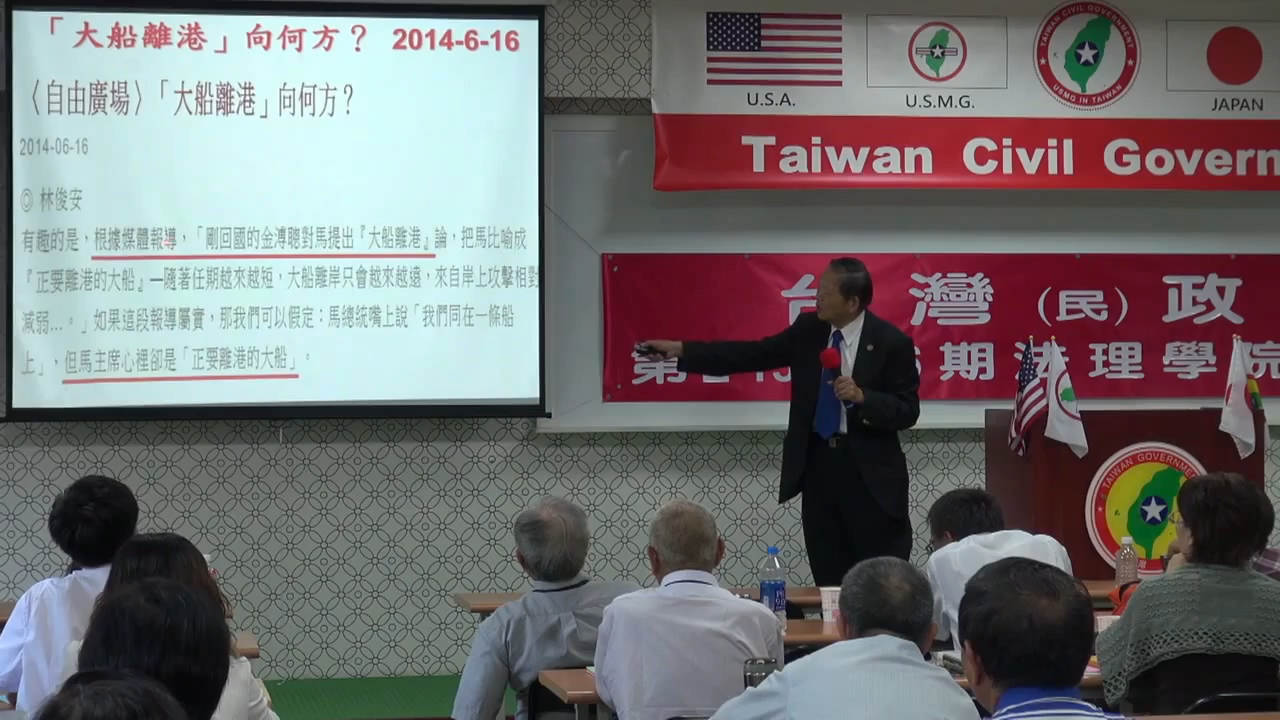 「大船離港」向何方？ 2014-6-16
〈自由廣場〉「大船離港」向何方？
2014-06-16
◎ 林俊安
有趣的是，根據媒體報導，「剛回國的金溥聰對馬提出『大船離港』論，把馬比喻成
『正要離港的大船』—隨著任期越來越短，大船離岸只會越來越遠，來自岸上攻擊相對
減弱…。」如果這段報導屬實，那我們可以假定：馬總統嘴上說「我們同在一條船
上」，但馬主席心裡卻是「正要離港的大船」。
U.S.A.
U.S.M.G.
TAIWAN CIVIL GOVERNMENT
USMG IN TAIWAN
JAPAN
Taiwan Civil Govern
台灣(民)政
第 期法理學院
TAIWAN GOVERNMENT